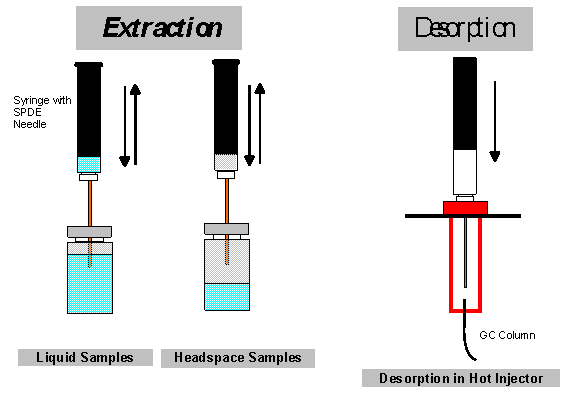 Extraction
Desorption
Syringe with
SPDE
Needle
GC Column
Liquid Samples
Headspace Samples
Desorption in Hot Injector